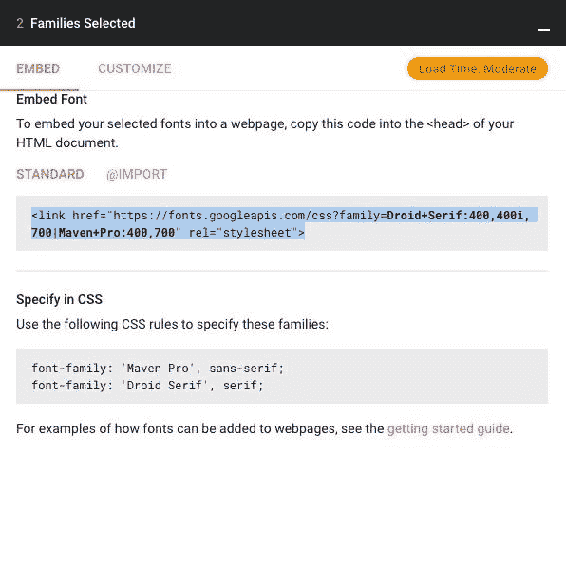 2 Families Selected
EMBED CUSTOMIZE Load Time: Moderate
Embed Font
To embed your selected fonts into a webpage, copy this code into the <head> of your
HTML document.
STANDARD @IMPORT
<link href="https://fonts.googleapis.com/css?family=Droid+Serif:400,400i,
700|Maven+Pro:400,700" rel="stylesheet">
Specify in CSS
Use the following CSS rules to specify these families:
font-family: 'Maven Pro', sans-serif;
font-family: 'Droid Serif', serif;
For examples of how fonts can be added to webpages, see the getting started guide.